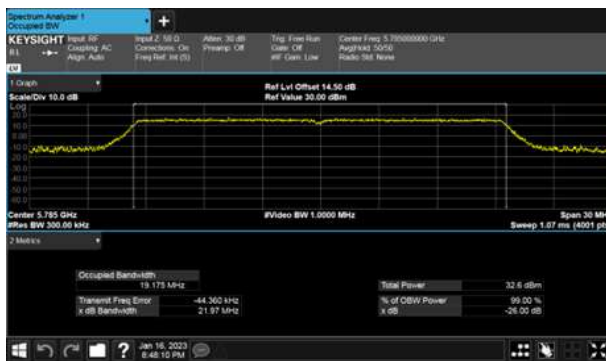 Spectrum Analyzer 1
Occupied BW
KEYSIGHT
Input: RF
Coupling: AC
Align: Auto
Input Z: 50 Ω
Corrections: On
Freq Ref: Int (S)
Atten: 30 dB
Preamp: Off
Trig: Free Run
Gate: Off
#IF Gain: Low
Center Freq: 5.785000000 GHz
Avg|Hold: 50/50
Radio Std: None
1 Graph
Scale/Div 10.0 dB
Ref Lvl Offset 14.50 dB
Ref Value 30.00 dBm
Log
Center 5.785 GHz
#Video BW 1.0000 MHz
#Res BW 300.00 kHz
Sweep 1.07 ms (4001 pts
2 Metrics
Occupied Bandwidth
19.175 MHz
Transmit Freq Error -44.360 kHz
x dB Bandwidth 21.97 MHz
Total Power 32.6 dBm
% of OBW Power 99.00 %
x dB -26.00 dB
Jan 16, 2023
8:48:10 PM